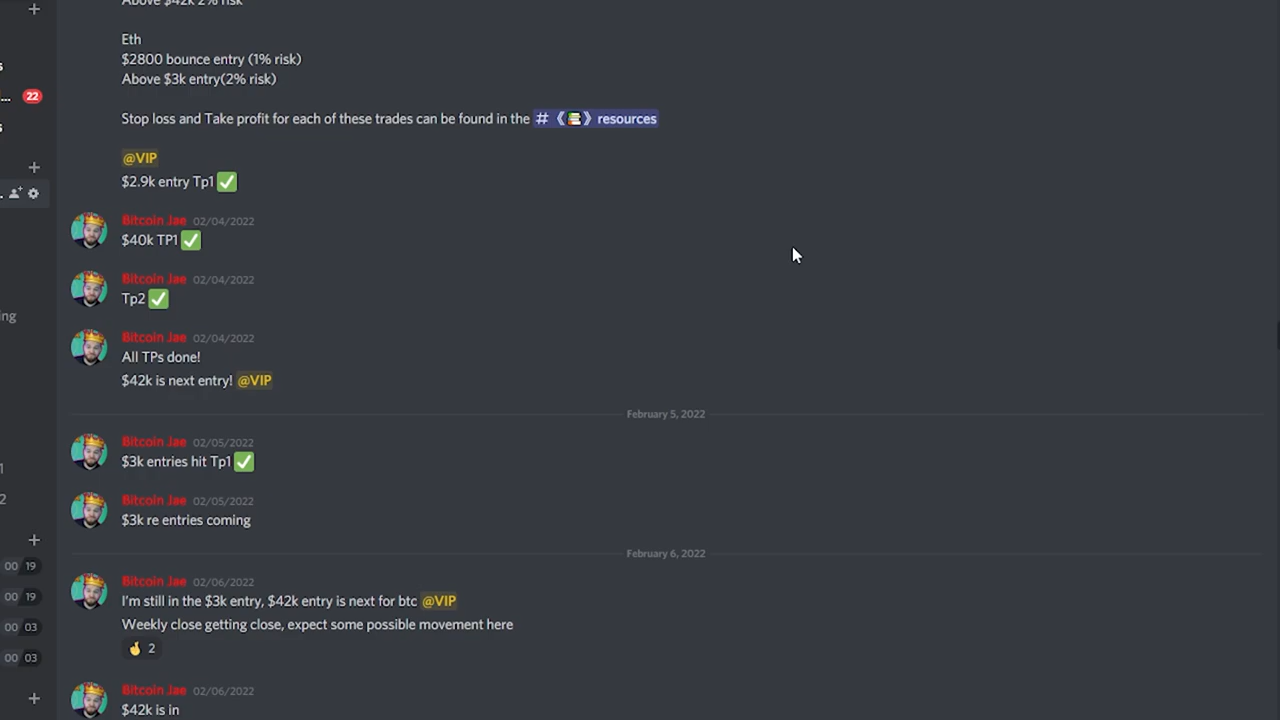 Above $42k 2% risk
Eth
$2800 bounce entry (1% risk)
Above $3k entry(2% risk)
22
Stop loss and Take profit for each of these trades can be found in the # 《📚》 resources
@VIP
$2.9k entry Tp1 ✅
Bitcoin Jae 02/04/2022
$40k TP1 ✅
Bitcoin Jae 02/04/2022
Tp2 ✅
ing
Bitcoin Jae 02/04/2022
All TPs done!
$42k is next entry! @VIP
February 5, 2022
Bitcoin Jae 02/05/2022
$3k entries hit Tp1 ✅
1
2
Bitcoin Jae 02/05/2022
$3k re entries coming
February 6, 2022
00 19
Bitcoin Jae 02/06/2022
00 19
I'm still in the $3k entry, $42k entry is next for btc @VIP
00 03
Weekly close getting close, expect some possible movement here
🤞 2
00 03
Bitcoin Jae 02/06/2022
$42k is in